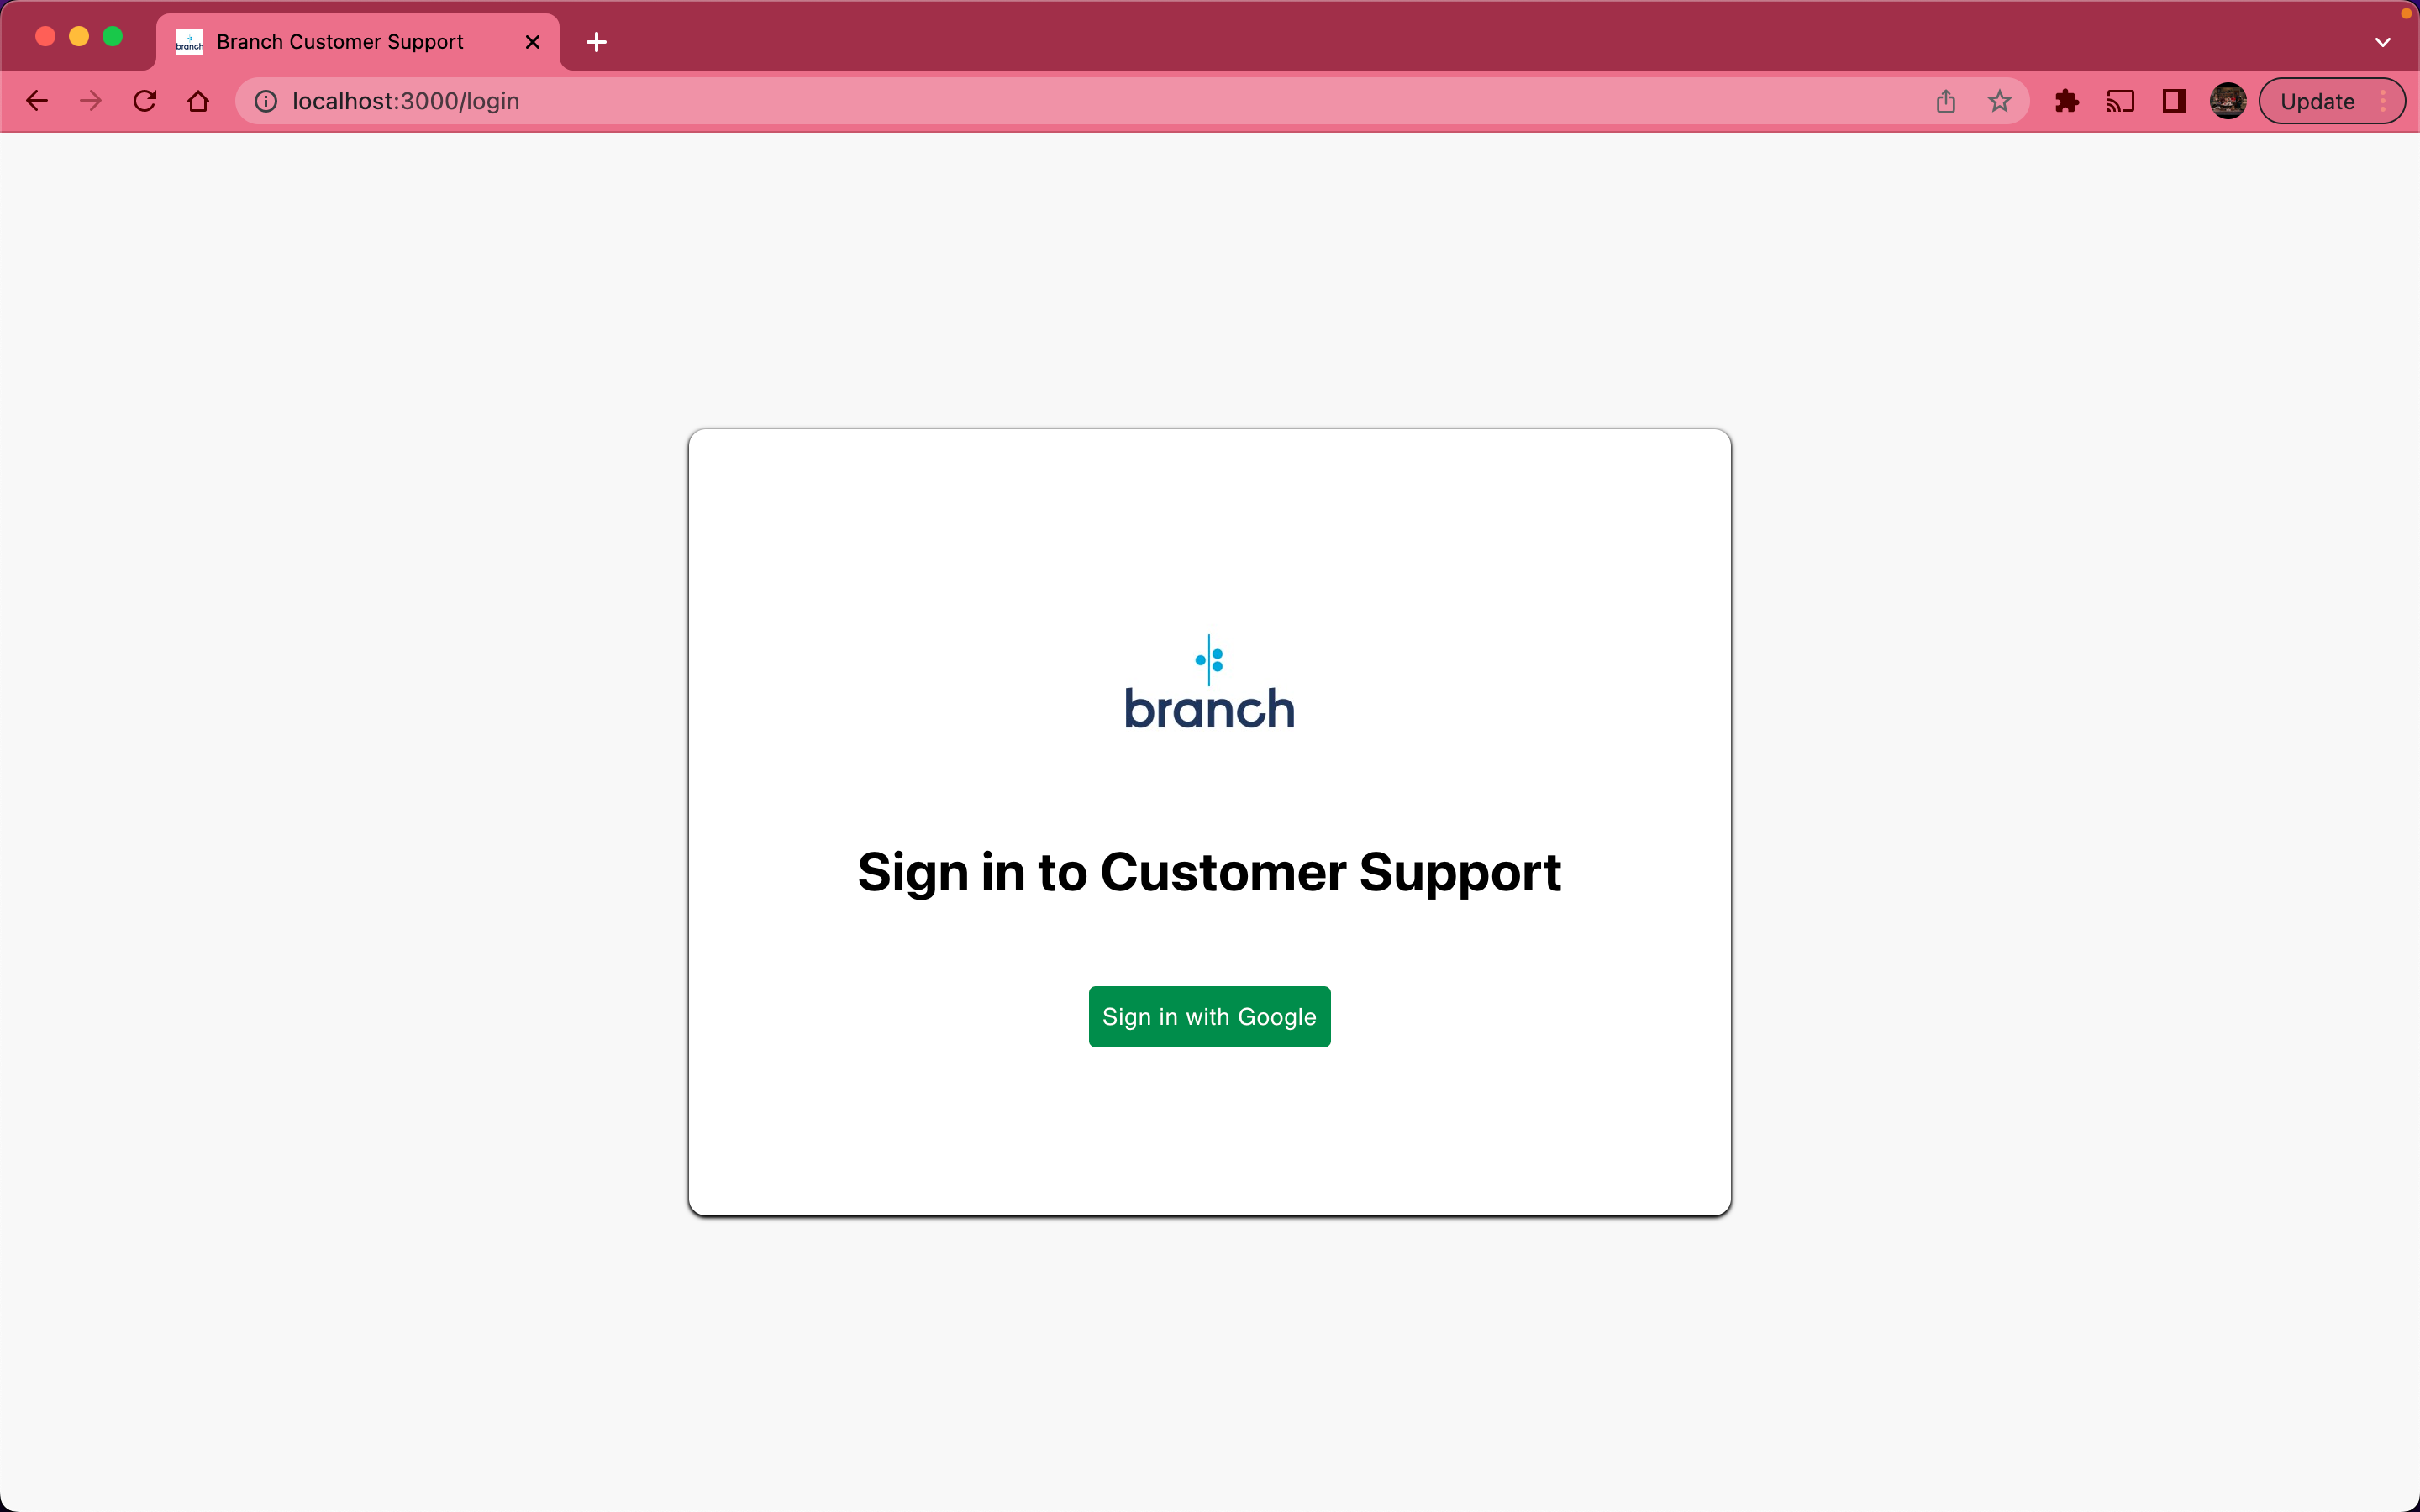 branch Branch Customer Support
localhost:3000/login
Update
branch
Sign in to Customer Support
Sign in with Google